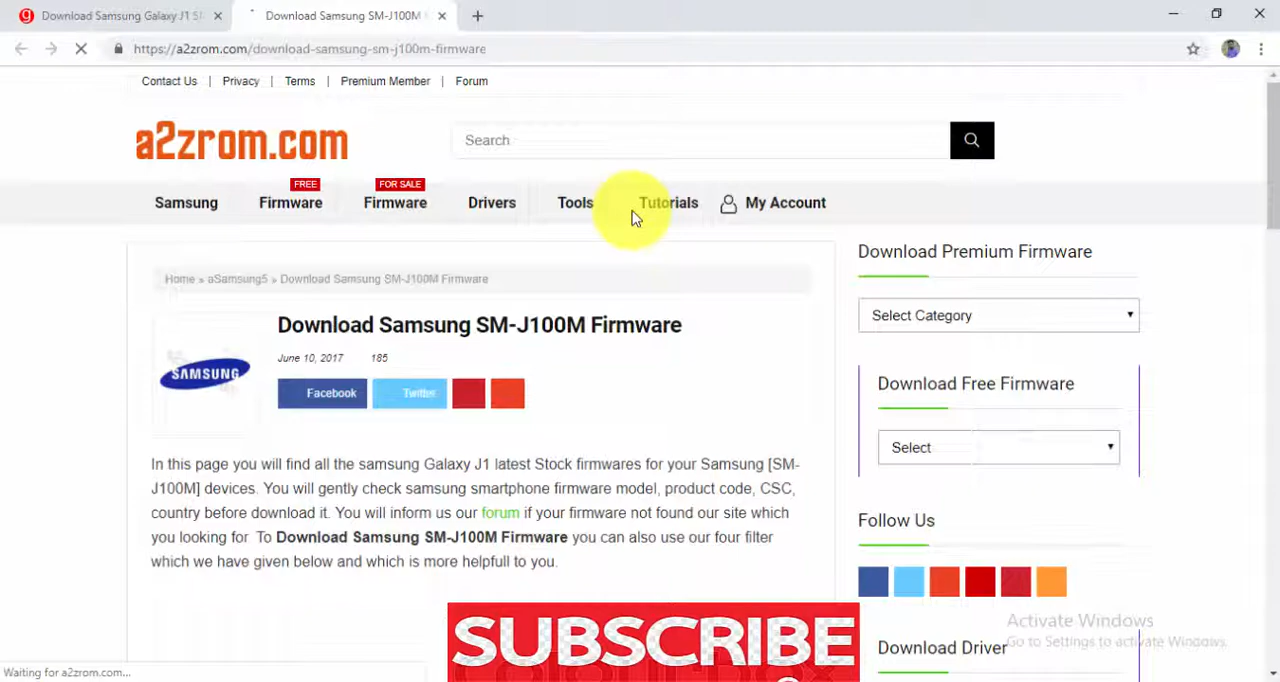 Download Samsung Galaxy J1 S
Download Samsung SM-J100M
https://a2zrom.com/download-samsung-sm-j100m-firmware
Contact Us | Privacy | Terms | Premium Member | Forum
a2zrom.com
Search
FREE
FOR SALE
Samsung Firmware Firmware Drivers Tools Tutorials My Account
Home » aSamsung5 » Download Samsung SM-J100M Firmware
SAMSUNG
Download Samsung SM-J100M Firmware
June 10, 2017 185
Facebook Twitter
In this page you will find all the samsung Galaxy J1 latest Stock firmwares for your Samsung [SM-
J100M] devices. You will gently check samsung smartphone firmware model, product code, CSC,
country before download it. You will inform us our forum if your firmware not found our site which
you looking for To Download Samsung SM-J100M Firmware you can also use our four filter
which we have given below and which is more helpfull to you.
Download Premium Firmware
Select Category
Download Free Firmware
Select
Follow Us
Download Driver
Activate Windows
Go to Settings to activate Windows.
SUBSCRIBE
Waiting for a2zrom.com...